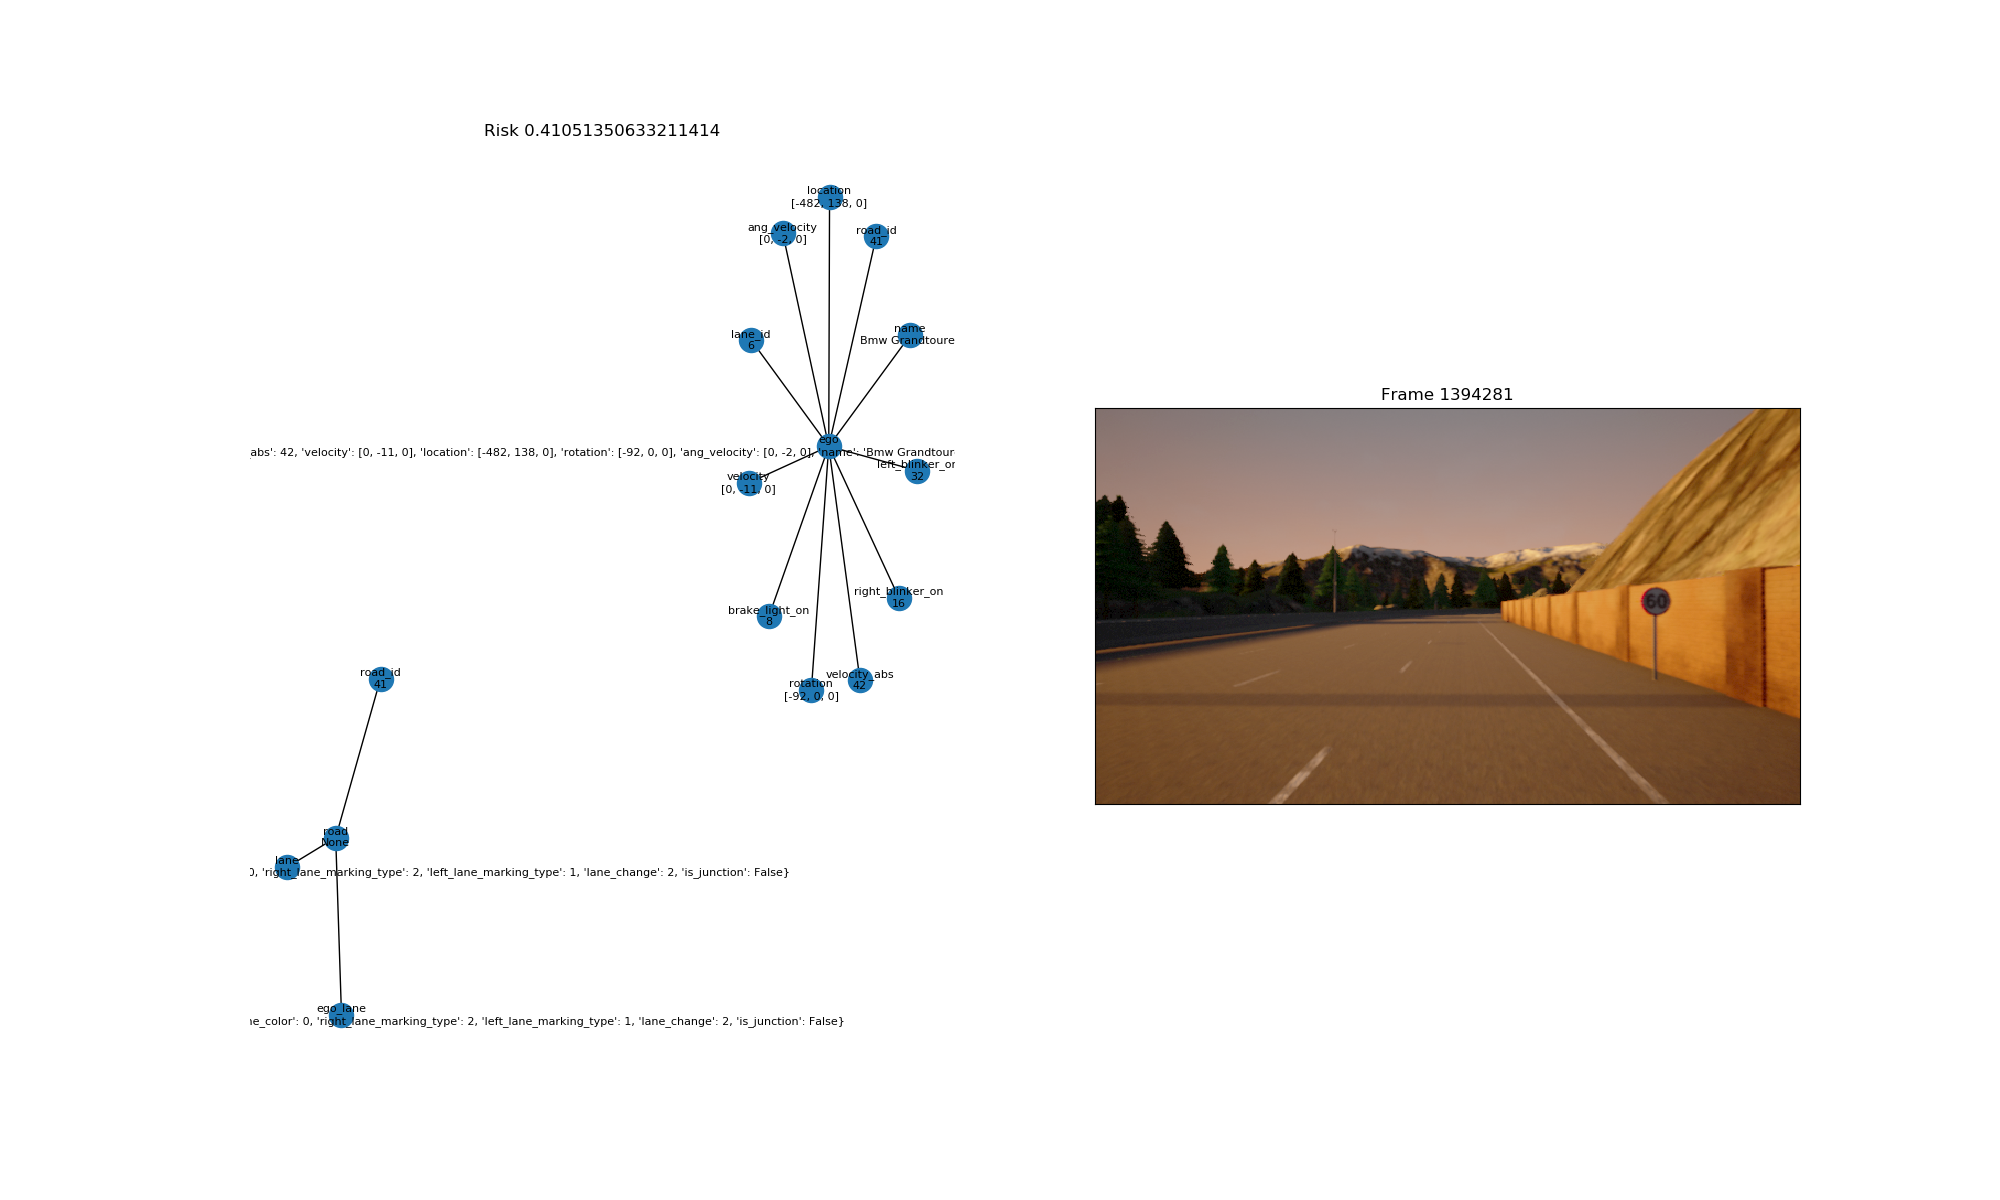 Risk 0.41051350633211414
location
[-482, 138, 0]
ang_velocity
[0, -2, 0]
road_id
41
lane_id
6
name
Bmw Grandtoure
ego
_abs': 42, 'velocity': [0, -11, 0], 'location': [-482, 138, 0], 'rotation': [-92, 0, 0], 'ang_velocity': [0, -2, 0], 'name': 'Bmw Grandtour
left_blinker_on
32
velocity
[0, -11, 0]
right_blinker_on
16
brake_light_on
8
velocity_abs
42
rotation
[-92, 0, 0]
road_id
41
road
None
lane
0, 'right_lane_marking_type': 2, 'left_lane_marking_type': 1, 'lane_change': 2, 'is_junction': False}
ego_lane
ne_color': 0, 'right_lane_marking_type': 2, 'left_lane_marking_type': 1, 'lane_change': 2, 'is_junction': False}
Frame 1394281
60